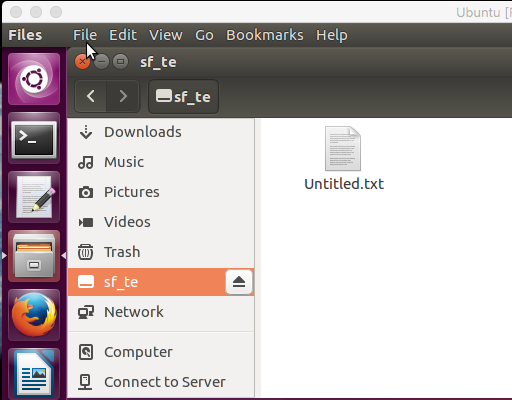 Ubuntu [
Files File Edit View Go Bookmarks Help
sf_te
sf_te
Downloads
Music
Pictures
Videos
Trash
sf_te
Network
Computer
Connect to Server
Untitled.txt